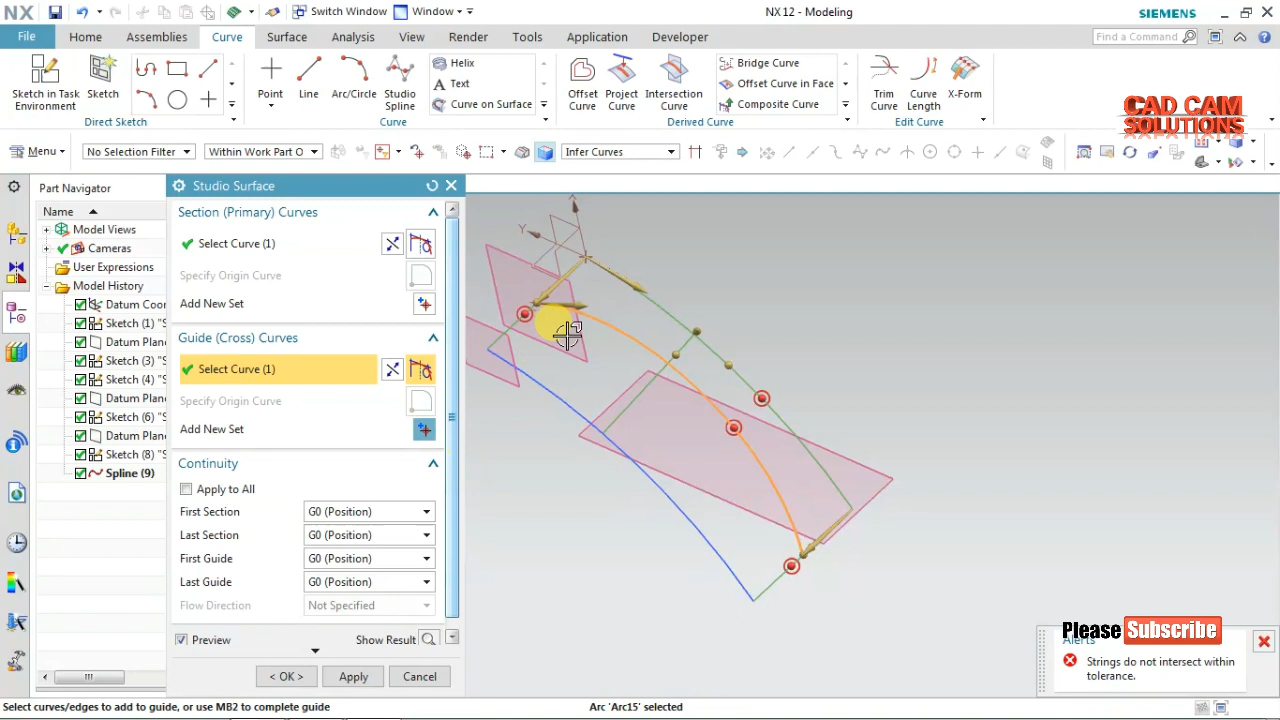 NX
Switch Window
Window
NX 12 - Modeling
SIEMENS
File
Home
Assemblies
Curve
Surface
Analysis
View
Render
Tools
Application
Developer
Find a Command
Sketch in Task Environment
Sketch
Direct Sketch
Point
Line
Arc/Circle
Studio Spline
Helix
Text
Curve on Surface
Curve
Offset Curve
Project Curve
Intersection Curve
Bridge Curve
Offset Curve in Face
Composite Curve
Derived Curve
Trim Curve
Curve Length
X-Form
Edit Curve
CAD CAM
SOLUTIONS
Menu
No Selection Filter
Within Work Part O
Infer Curves
Part Navigator
Name
Model Views
Cameras
User Expressions
Model History
Datum Coor
Sketch (1) "S
Datum Plane
Sketch (3) "S
Sketch (4) "S
Datum Plane
Sketch (6) "S
Datum Plane
Sketch (8) "S
Spline (9)
Studio Surface
Section (Primary) Curves
Select Curve (1)
Specify Origin Curve
Add New Set
Guide (Cross) Curves
Select Curve (1)
Specify Origin Curve
Add New Set
Continuity
Apply to All
First Section
G0 (Position)
Last Section
G0 (Position)
First Guide
G0 (Position)
Last Guide
G0 (Position)
Flow Direction
Not Specified
Preview
Show Result
< OK >
Apply
Cancel
X
Y
Please Subscribe
Alerts
Strings do not intersect within
tolerance.
Select curves/edges to add to guide, or use MB2 to complete guide
Arc 'Arc15' selected